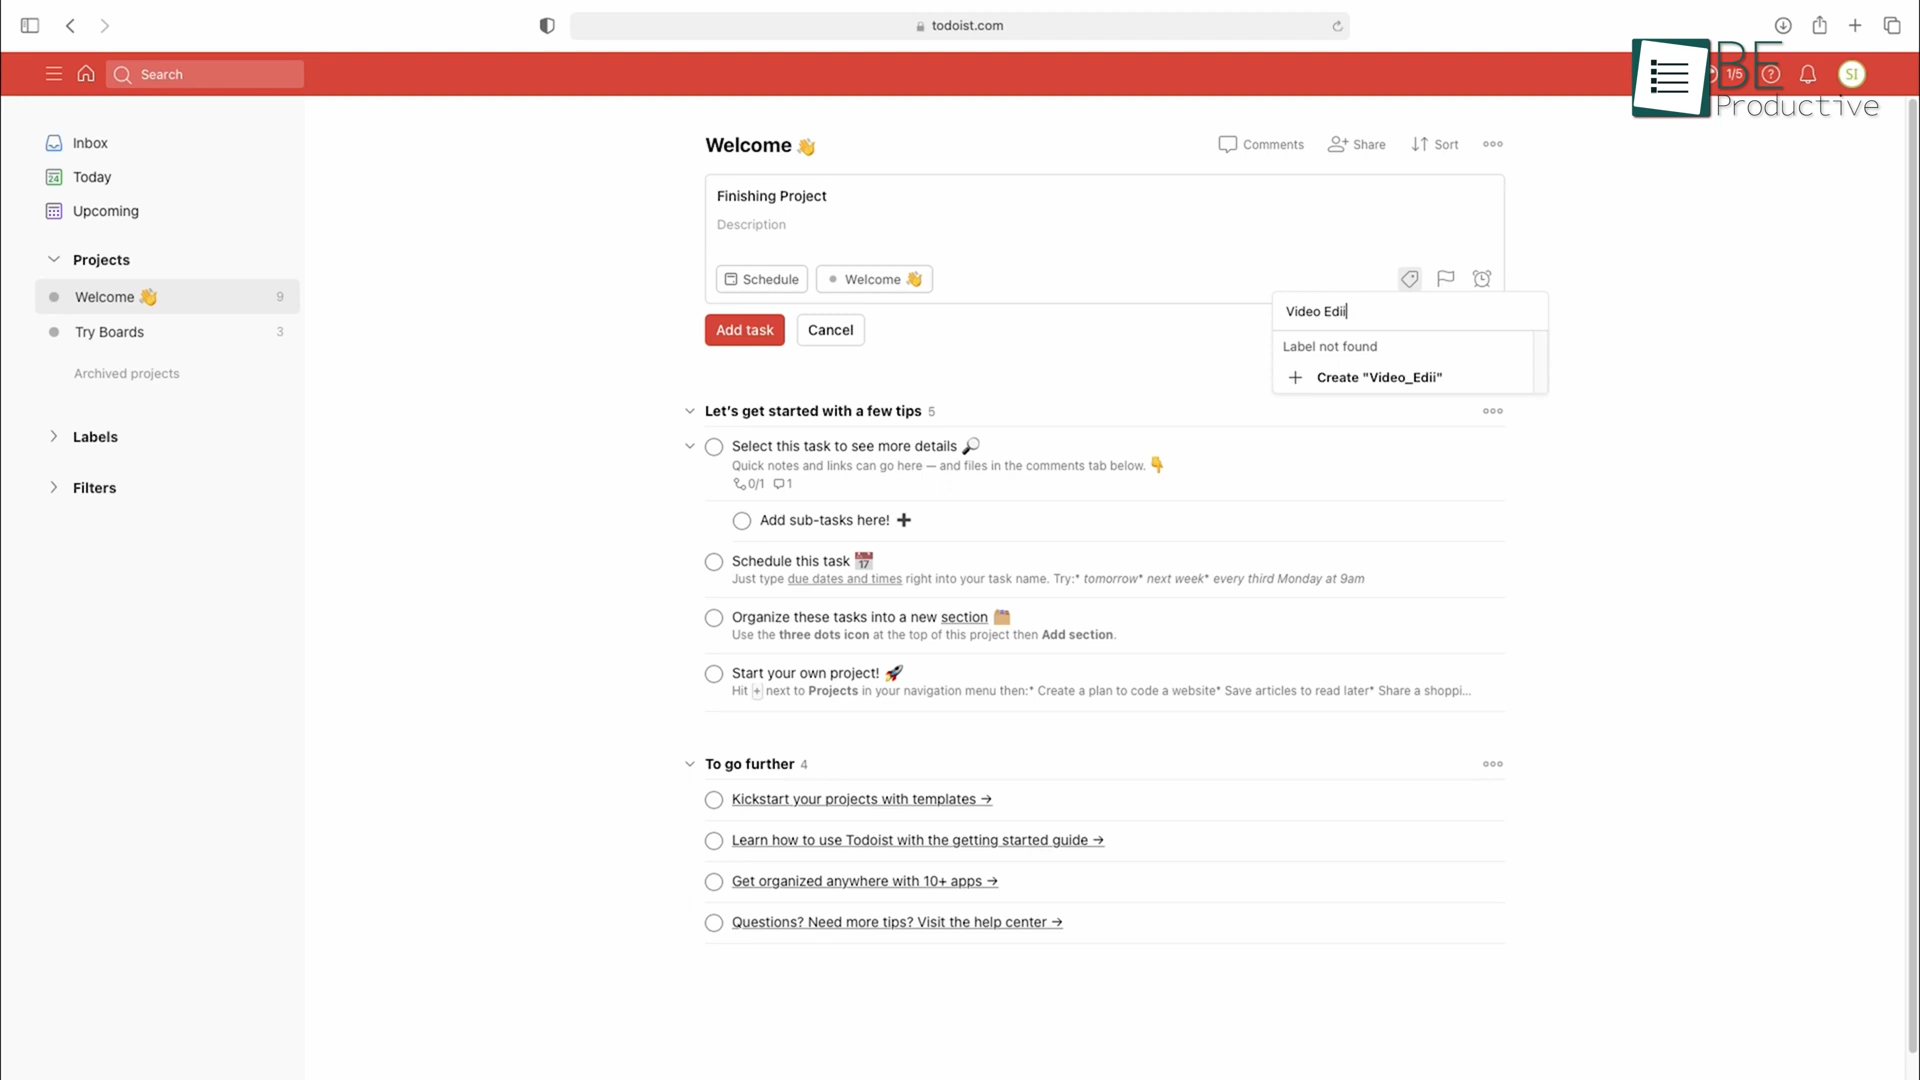 todoist.com
Search
1/5
?
SI
BE
Productive
Inbox
24
Today
Upcoming
Projects
Welcome 👋 9
Try Boards 3
Archived projects
Labels
Filters
Welcome 👋
Comments
Share
Sort
Finishing Project
Description
Schedule
Welcome 👋
Video Edii
Label not found
+ Create "Video_Edii"
Add task
Cancel
Let's get started with a few tips 5
Select this task to see more details 🔎
Quick notes and links can go here — and files in the comments tab below. 👇
0/1 1
Add sub-tasks here! ➕
Schedule this task 📅
Just type due dates and times right into your task name. Try:* tomorrow* next week* every third Monday at 9am
Organize these tasks into a new section 🗂️
Use the three dots icon at the top of this project then Add section.
Start your own project! 🚀
Hit + next to Projects in your navigation menu then:* Create a plan to code a website* Save articles to read later* Share a shoppi...
To go further 4
Kickstart your projects with templates →
Learn how to use Todoist with the getting started guide →
Get organized anywhere with 10+ apps →
Questions? Need more tips? Visit the help center →